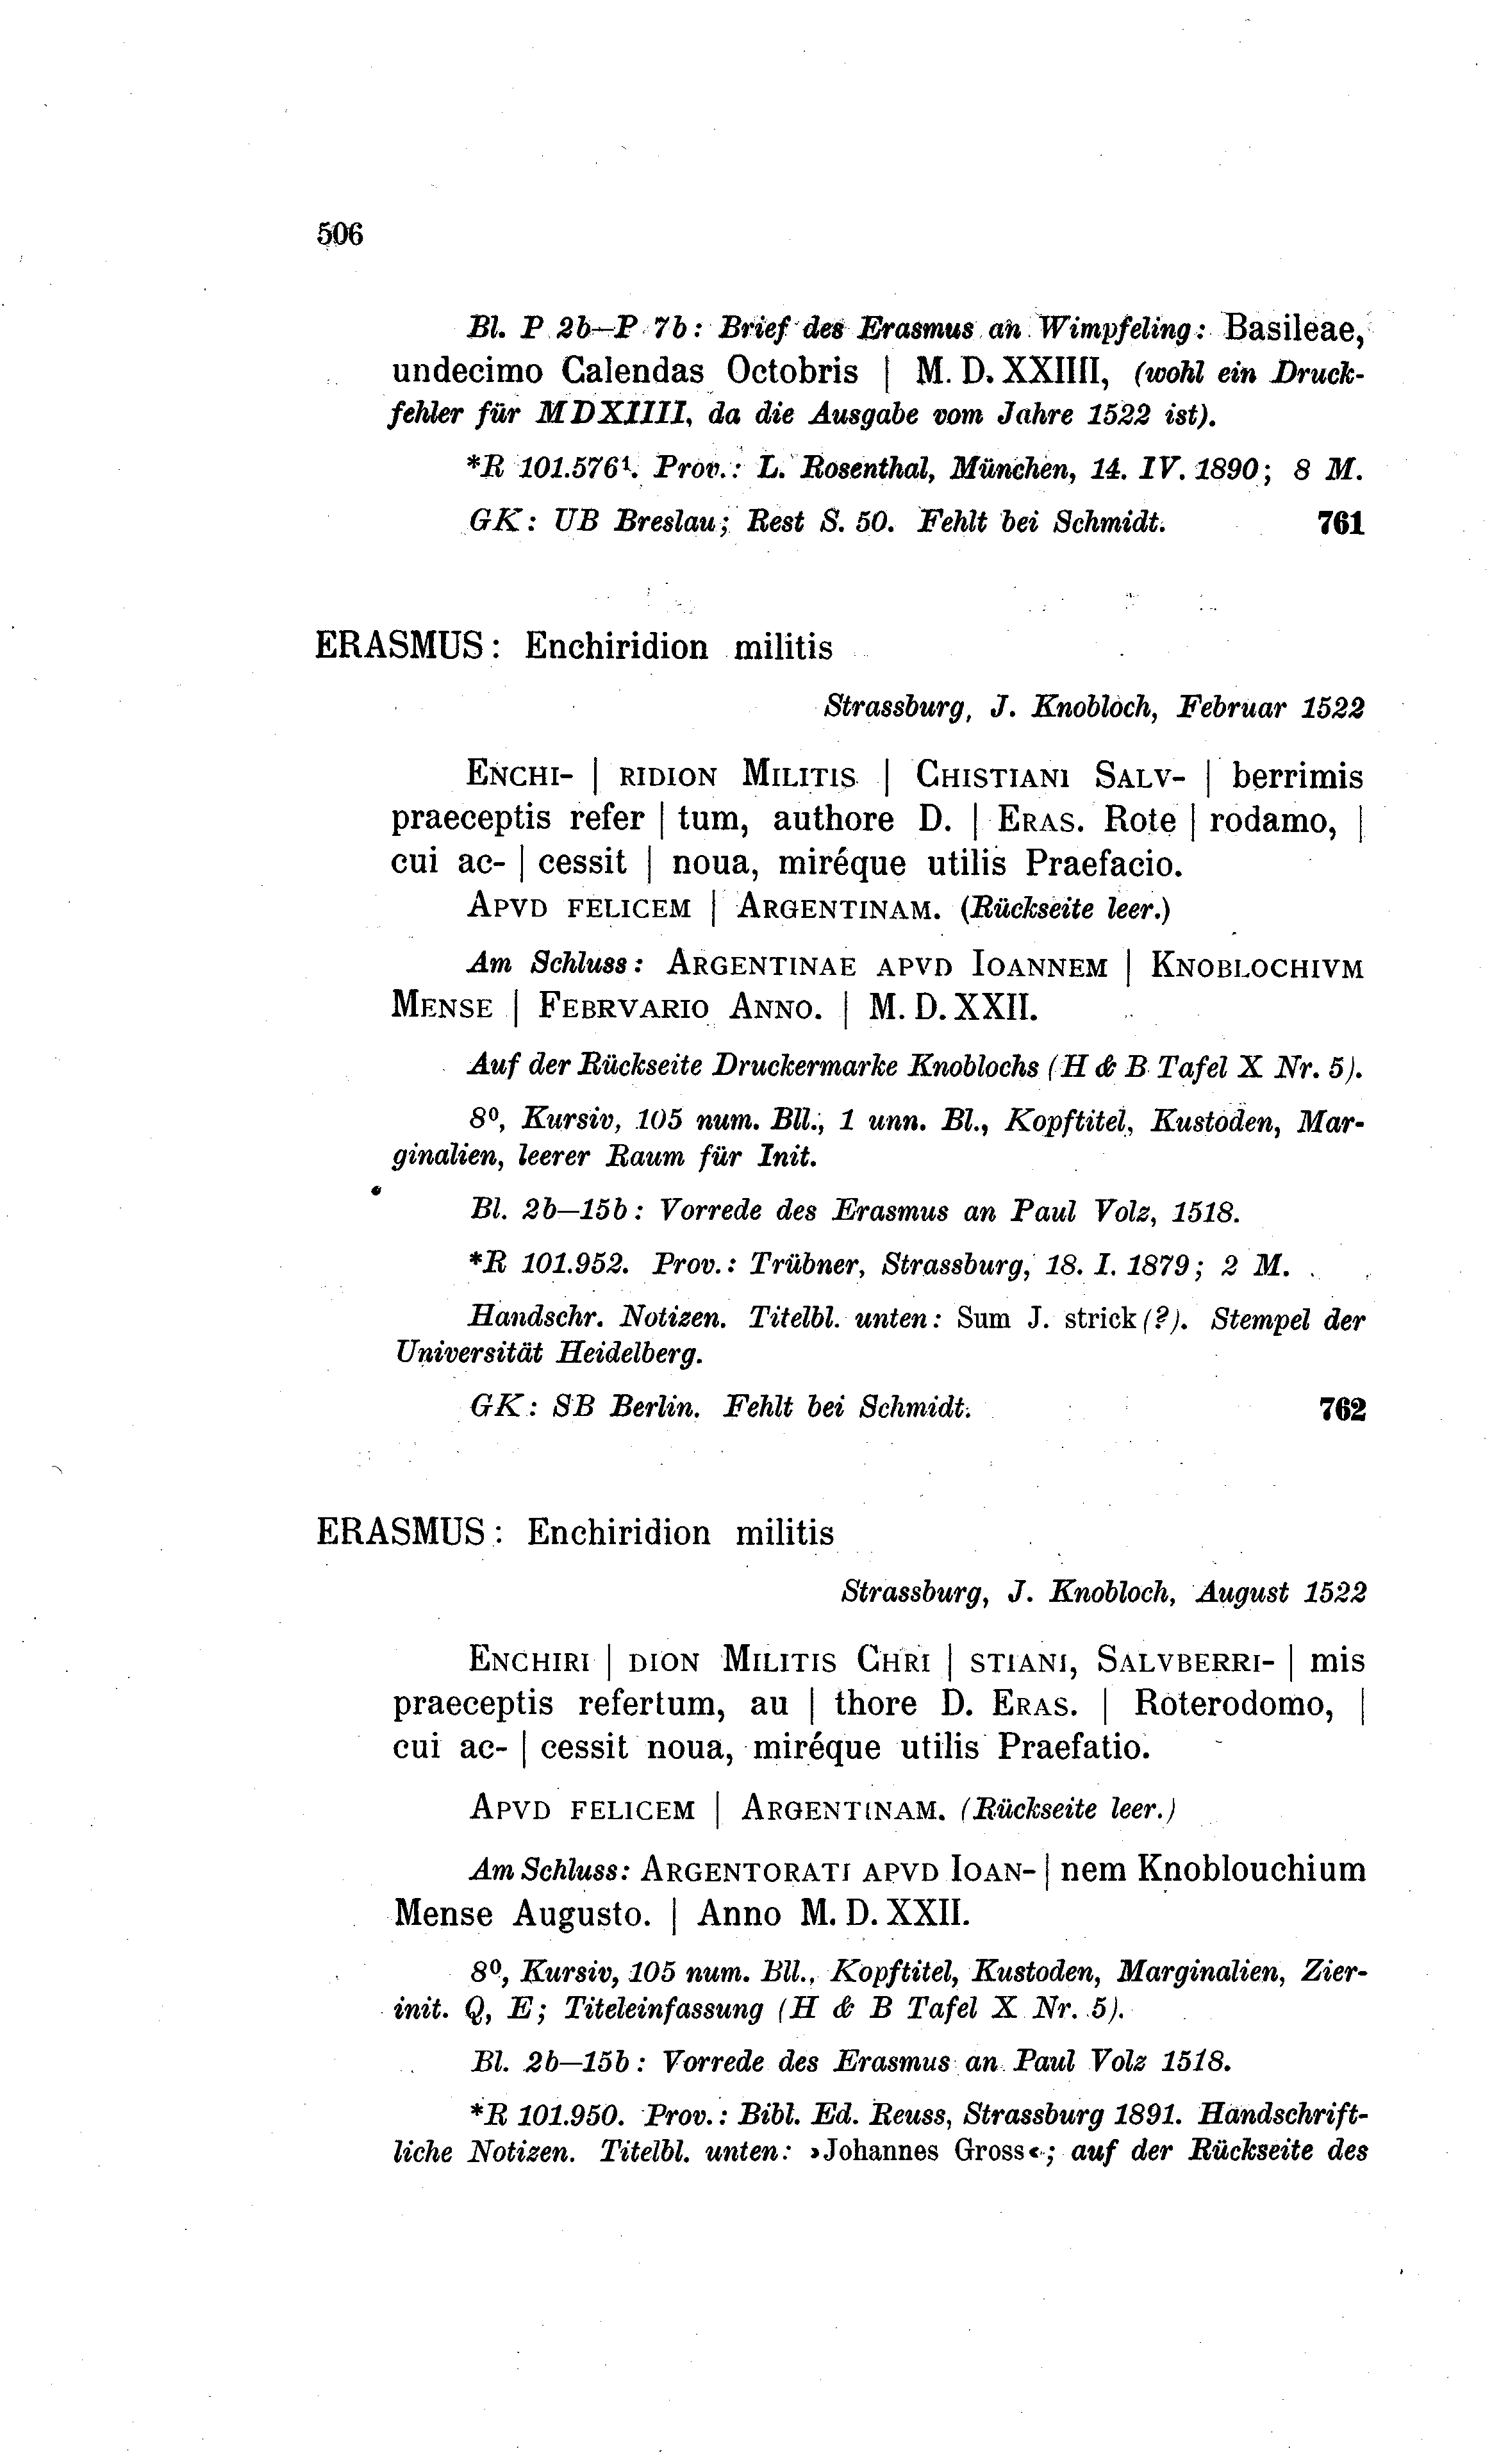 506
Bl. P 2b—P 7b: Brief des Erasmus an Wimpfeling: Basileae,
undecimo Calendas Octobris | M. D. XXIIII, (wohl ein Druck-
fehler für MDXIIII, da die Ausgabe vom Jahre 1522 ist).
*R 101.576¹. Prov.: L. Rosenthal, München, 14. IV. 1890; 8 M.
GK: UB Breslau; Rest S. 50. Fehlt bei Schmidt. 761
ERASMUS: Enchiridion militis
Strassburg, J. Knobloch, Februar 1522
ENCHI- | RIDION MILITIS | CHISTIANI SALV- | berrimis
praeceptis refer | tum, authore D. | ERAS. Rote | rodamo, |
cui ac- | cessit | noua, miréque utilis Praefacio.
APVD FELICEM | ARGENTINAM. (Rückseite leer.)
Am Schluss: ARGENTINAE APVD IOANNEM | KNOBLOCHIVM
MENSE | FEBRVARIO ANNO. | M. D. XXII.
Auf der Rückseite Druckermarke Knoblochs (H & B Tafel X Nr. 5).
8⁰, Kursiv, 105 num. Bll., 1 unn. Bl., Kopftitel, Kustoden, Mar-
ginalien, leerer Raum für Init.
Bl. 2b—15b: Vorrede des Erasmus an Paul Volz, 1518.
*R 101.952. Prov.: Trübner, Strassburg, 18. I. 1879; 2 M.
Handschr. Notizen. Titelbl. unten: Sum J. strick (?). Stempel der
Universität Heidelberg.
GK: SB Berlin. Fehlt bei Schmidt. 762
ERASMUS: Enchiridion militis
Strassburg, J. Knobloch, August 1522
ENCHIRI | DION MILITIS CHRI | STIANI, SALVBERRI- | mis
praeceptis refertum, au | thore D. ERAS. | Roterodomo, |
cui ac- | cessit noua, miréque utilis Praefatio.
APVD FELICEM | ARGENTINAM. (Rückseite leer.)
Am Schluss: ARGENTORATI APVD IOAN- | nem Knoblouchium
Mense Augusto. | Anno M. D. XXII.
8⁰, Kursiv, 105 num. Bll., Kopftitel, Kustoden, Marginalien, Zier-
init. Q, E; Titeleinfassung (H & B Tafel X Nr. 5).
Bl. 2b—15b: Vorrede des Erasmus an Paul Volz 1518.
*R 101.950. Prov.: Bibl. Ed. Reuss, Strassburg 1891. Handschrift-
liche Notizen. Titelbl. unten: »Johannes Gross«; auf der Rückseite des